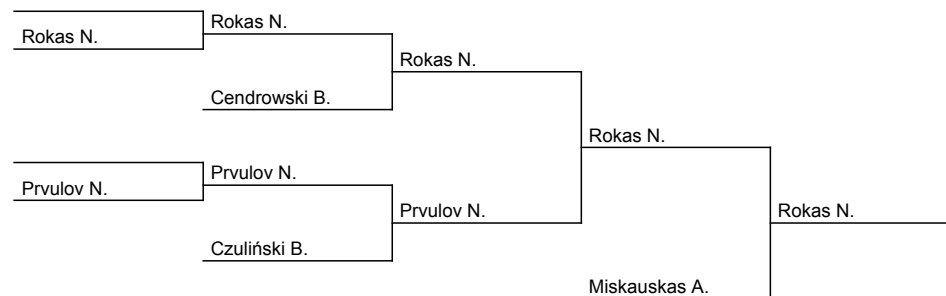 Rokas N.
Rokas N.
Rokas N.
Cendrowski B.
Rokas N.
Prvulov N.
Prvulov N.
Prvulov N.
Rokas N.
Czuliński B.
Miskauskas A.